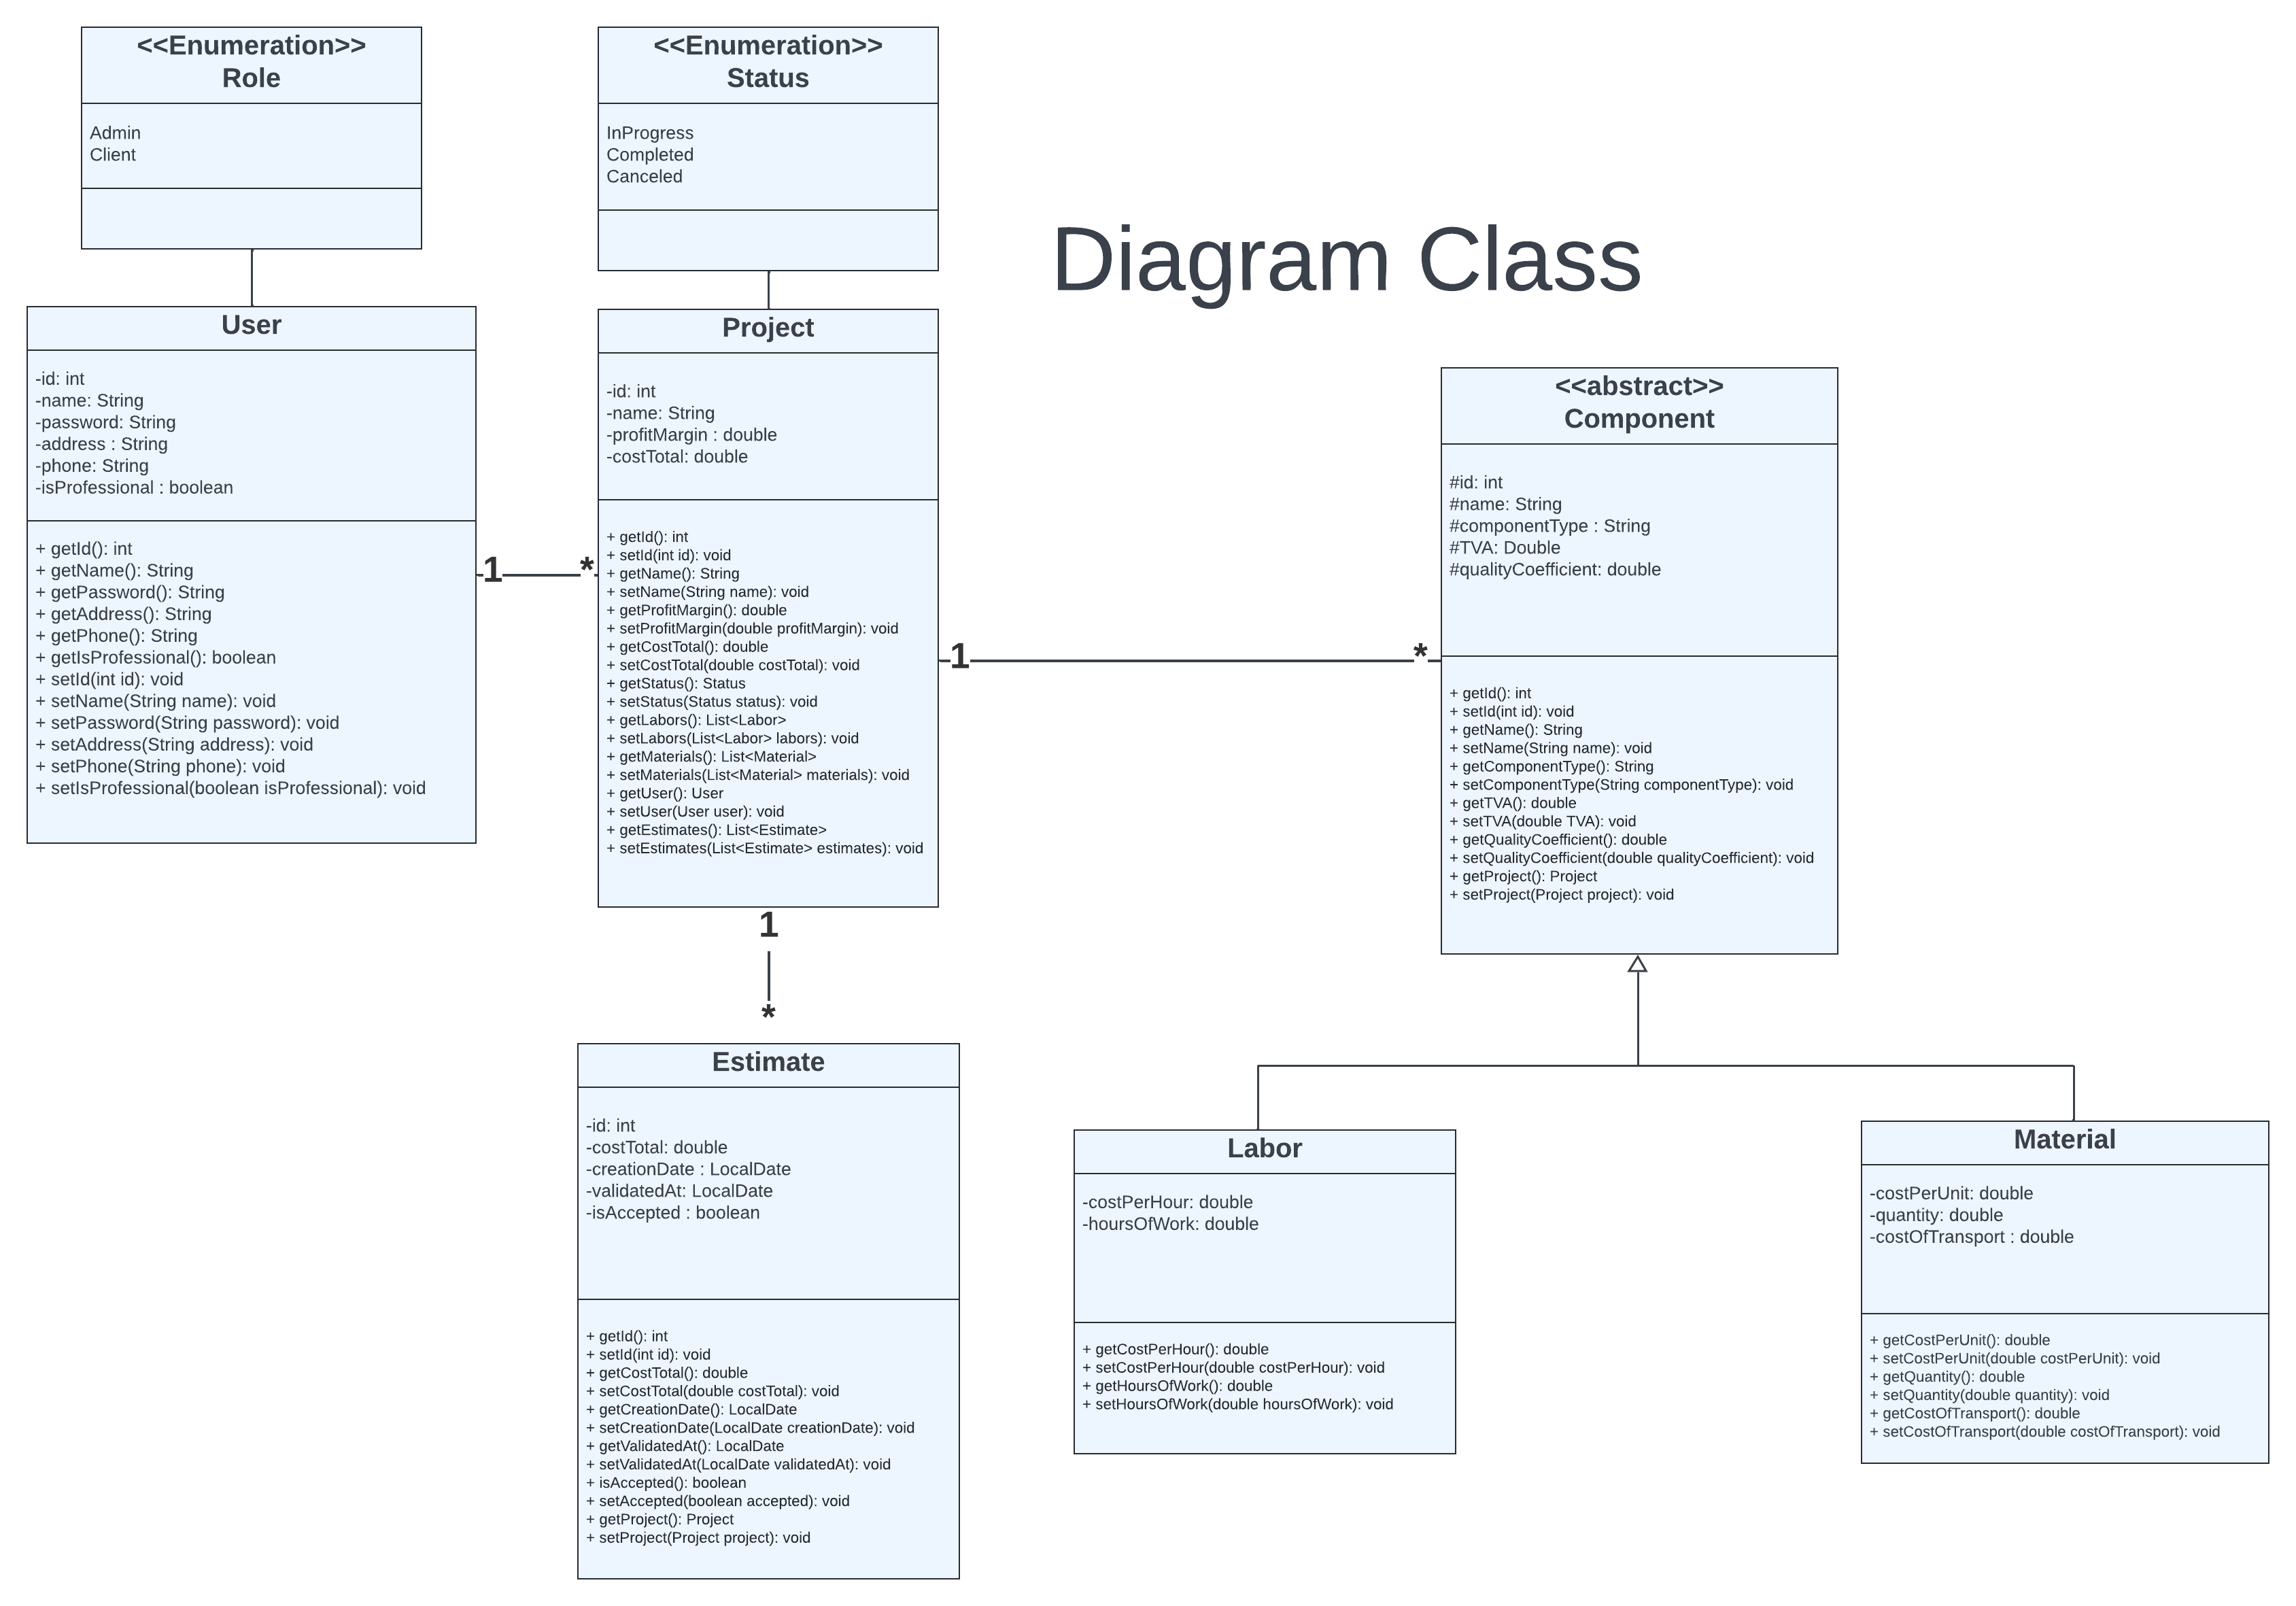 <<Enumeration>>
Role
Admin
Client
<<Enumeration>>
Status
InProgress
Completed
Canceled
Diagram Class
User
-id: int
-name: String
-password: String
-address : String
-phone: String
-isProfessional : boolean
+ getId(): int
+ getName(): String
+ getPassword(): String
+ getAddress(): String
+ getPhone(): String
+ getIsProfessional(): boolean
+ setId(int id): void
+ setName(String name): void
+ setPassword(String password): void
+ setAddress(String address): void
+ setPhone(String phone): void
+ setIsProfessional(boolean isProfessional): void
1
*
Project
-id: int
-name: String
-profitMargin : double
-costTotal: double
+ getId(): int
+ setId(int id): void
+ getName(): String
+ setName(String name): void
+ getProfitMargin(): double
+ setProfitMargin(double profitMargin): void
+ getCostTotal(): double
+ setCostTotal(double costTotal): void
+ getStatus(): Status
+ setStatus(Status status): void
+ getLabors(): List<Labor>
+ setLabors(List<Labor> labors): void
+ getMaterials(): List<Material>
+ setMaterials(List<Material> materials): void
+ getUser(): User
+ setUser(User user): void
+ getEstimates(): List<Estimate>
+ setEstimates(List<Estimate> estimates): void
1
*
<<abstract>>
Component
#id: int
#name: String
#componentType : String
#TVA: Double
#qualityCoefficient: double
+ getId(): int
+ setId(int id): void
+ getName(): String
+ setName(String name): void
+ getComponentType(): String
+ setComponentType(String componentType): void
+ getTVA(): double
+ setTVA(double TVA): void
+ getQualityCoefficient(): double
+ setQualityCoefficient(double qualityCoefficient): void
+ getProject(): Project
+ setProject(Project project): void
1
*
Estimate
-id: int
-costTotal: double
-creationDate : LocalDate
-validatedAt: LocalDate
-isAccepted : boolean
+ getId(): int
+ setId(int id): void
+ getCostTotal(): double
+ setCostTotal(double costTotal): void
+ getCreationDate(): LocalDate
+ setCreationDate(LocalDate creationDate): void
+ getValidatedAt(): LocalDate
+ setValidatedAt(LocalDate validatedAt): void
+ isAccepted(): boolean
+ setAccepted(boolean accepted): void
+ getProject(): Project
+ setProject(Project project): void
Labor
-costPerHour: double
-hoursOfWork: double
+ getCostPerHour(): double
+ setCostPerHour(double costPerHour): void
+ getHoursOfWork(): double
+ setHoursOfWork(double hoursOfWork): void
Material
-costPerUnit: double
-quantity: double
-costOfTransport : double
+ getCostPerUnit(): double
+ setCostPerUnit(double costPerUnit): void
+ getQuantity(): double
+ setQuantity(double quantity): void
+ getCostOfTransport(): double
+ setCostOfTransport(double costOfTransport): void